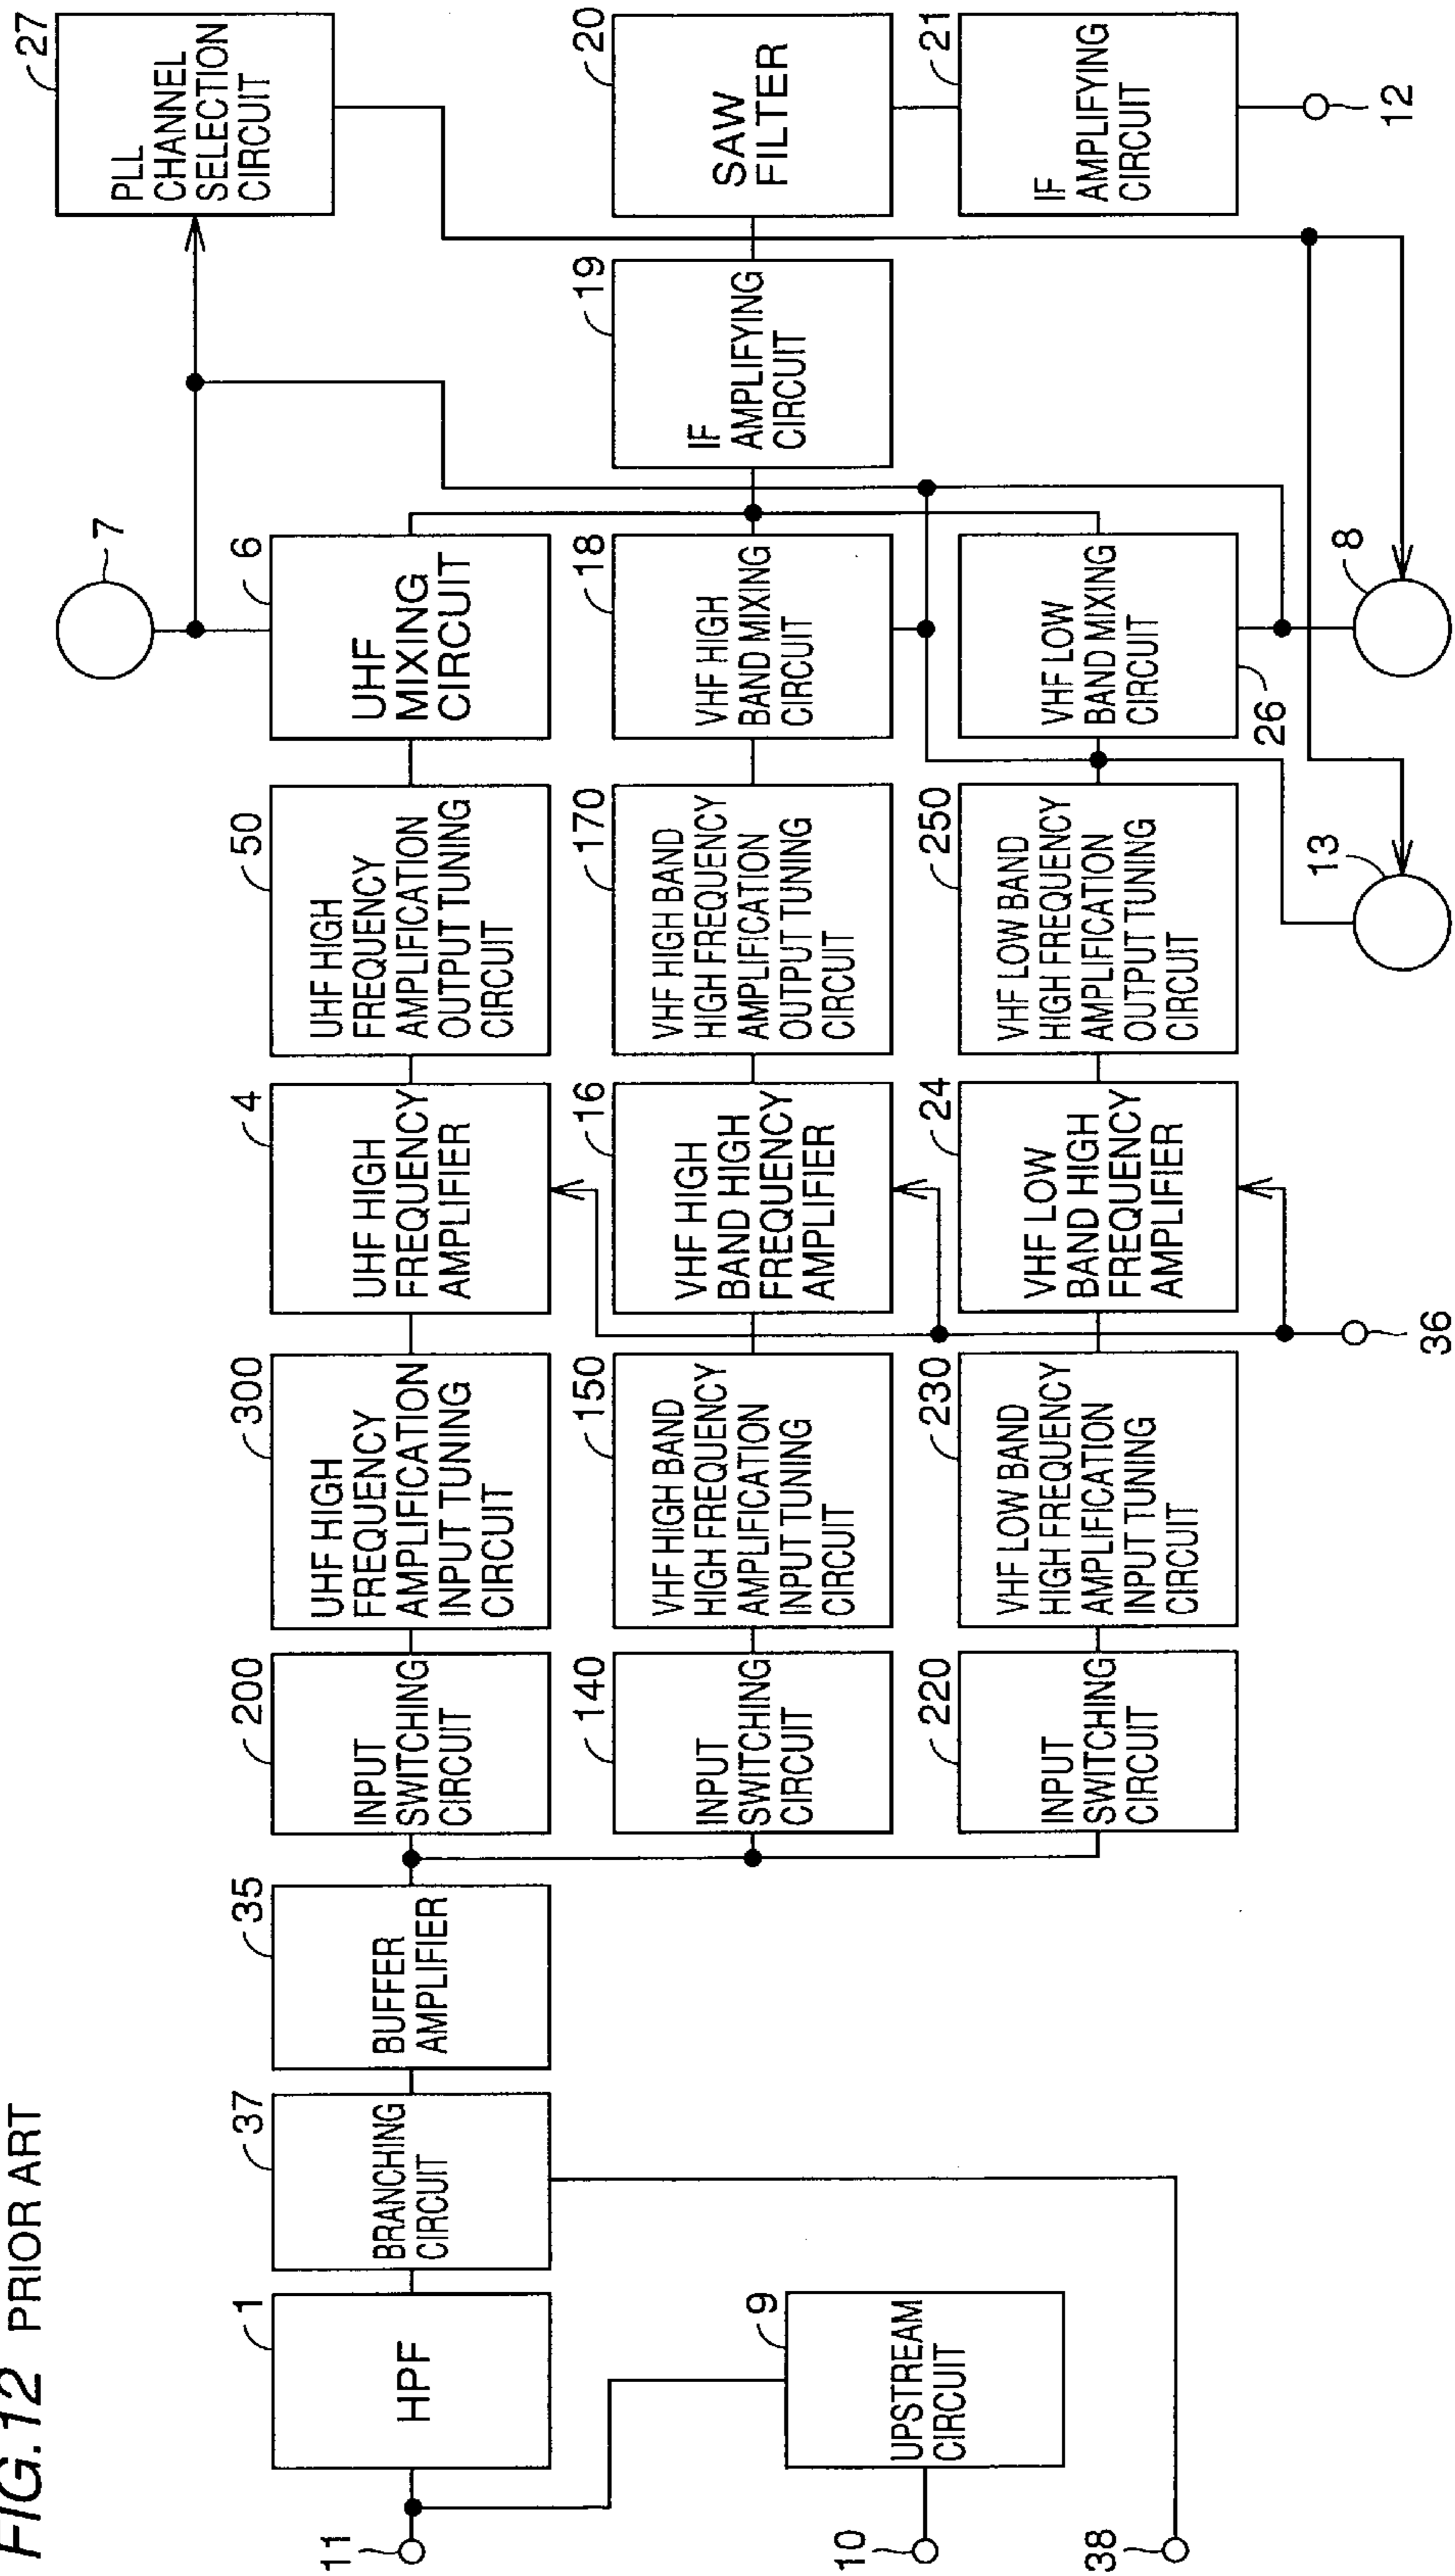 FIG.12 PRIOR ART
11
1
HPF
37
BRANCHING
CIRCUIT
35
BUFFER
AMPLIFIER
200
INPUT
SWITCHING
CIRCUIT
300
UHF HIGH
FREQUENCY
AMPLIFICATION
INPUT TUNING
CIRCUIT
4
UHF HIGH
FREQUENCY
AMPLIFIER
50
UHF HIGH
FREQUENCY
AMPLIFICATION
OUTPUT TUNING
CIRCUIT
6
UHF
MIXING
CIRCUIT
7
27
PLL
CHANNEL
SELECTION
CIRCUIT
140
INPUT
SWITCHING
CIRCUIT
150
VHF HIGH BAND
HIGH FREQUENCY
AMPLIFICATION
INPUT TUNING
CIRCUIT
16
VHF HIGH
BAND HIGH
FREQUENCY
AMPLIFIER
170
VHF HIGH BAND
HIGH FREQUENCY
AMPLIFICATION
OUTPUT TUNING
CIRCUIT
18
VHF HIGH
BAND MIXING
CIRCUIT
19
IF
AMPLIFYING
CIRCUIT
20
SAW
FILTER
10
9
UPSTREAM
CIRCUIT
220
INPUT
SWITCHING
CIRCUIT
230
VHF LOW BAND
HIGH FREQUENCY
AMPLIFICATION
INPUT TUNING
CIRCUIT
24
VHF LOW
BAND HIGH
FREQUENCY
AMPLIFIER
250
VHF LOW BAND
HIGH FREQUENCY
AMPLIFICATION
OUTPUT TUNING
CIRCUIT
VHF LOW
BAND MIXING
CIRCUIT
26
21
IF
AMPLIFYING
CIRCUIT
38
36
13
8
12